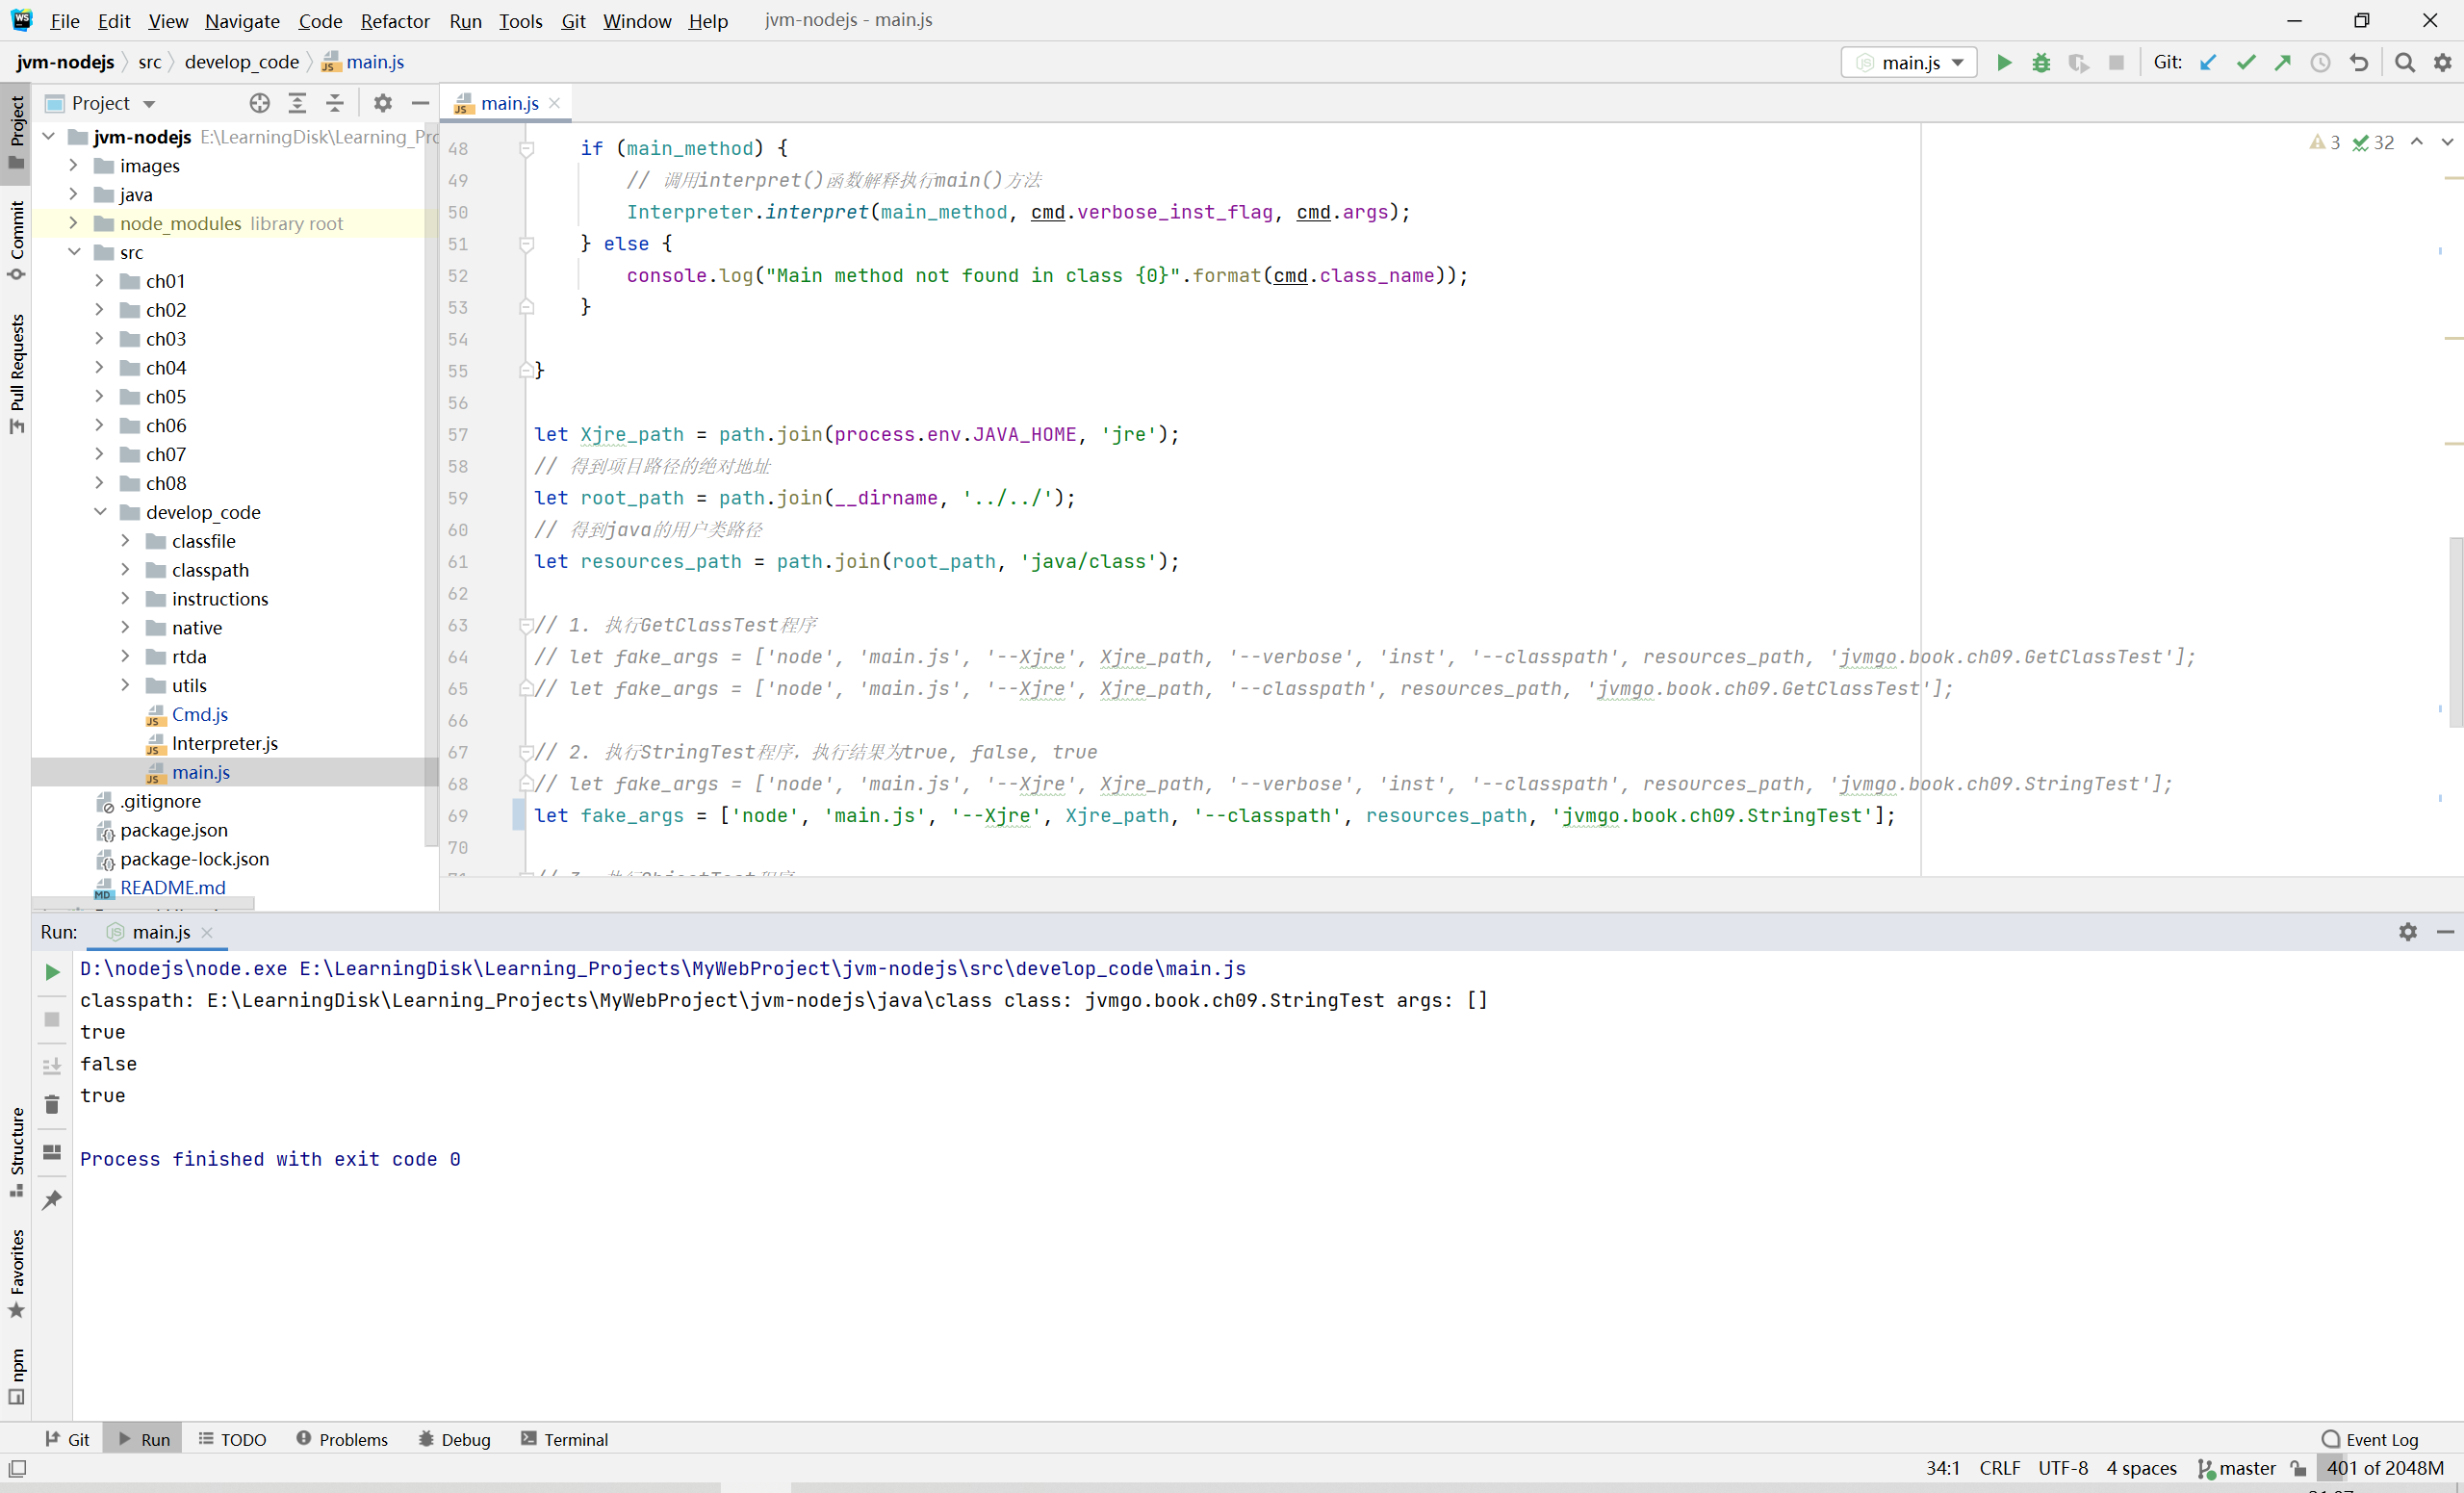 File Edit View Navigate Code Refactor Run Tools Git Window Help jvm-nodejs - main.js
jvm-nodejs src develop_code main.js main.js Git:
Project main.js
jvm-nodejs E:\LearningDisk\Learning_Pro
images
java
node_modules library root
src
ch01
ch02
ch03
ch04
ch05
ch06
ch07
ch08
develop_code
classfile
classpath
instructions
native
rtda
utils
Cmd.js
Interpreter.js
main.js
.gitignore
package.json
package-lock.json
README.md
Project
Commit
Pull Requests
Structure
Favorites
npm
3 32
48 if (main_method) {
49 // 调用interpret()函数解释执行main()方法
50 Interpreter.interpret(main_method, cmd.verbose_inst_flag, cmd.args);
51 } else {
52 console.log("Main method not found in class {0}".format(cmd.class_name));
53 }
54
55 }
56
57 let Xjre_path = path.join(process.env.JAVA_HOME, 'jre');
58 // 得到项目路径的绝对地址
59 let root_path = path.join(__dirname, '../../');
60 // 得到java的用户类路径
61 let resources_path = path.join(root_path, 'java/class');
62
63 // 1. 执行GetClassTest程序
64 // let fake_args = ['node', 'main.js', '--Xjre', Xjre_path, '--verbose', 'inst', '--classpath', resources_path, 'jvmgo.book.ch09.GetClassTest'];
65 // let fake_args = ['node', 'main.js', '--Xjre', Xjre_path, '--classpath', resources_path, 'jvmgo.book.ch09.GetClassTest'];
66
67 // 2. 执行StringTest程序，执行结果为true, false, true
68 // let fake_args = ['node', 'main.js', '--Xjre', Xjre_path, '--verbose', 'inst', '--classpath', resources_path, 'jvmgo.book.ch09.StringTest'];
69 let fake_args = ['node', 'main.js', '--Xjre', Xjre_path, '--classpath', resources_path, 'jvmgo.book.ch09.StringTest'];
70
Run: main.js
D:\nodejs\node.exe E:\LearningDisk\Learning_Projects\MyWebProject\jvm-nodejs\src\develop_code\main.js
classpath: E:\LearningDisk\Learning_Projects\MyWebProject\jvm-nodejs\java\class class: jvmgo.book.ch09.StringTest args: []
true
false
true
Process finished with exit code 0
Git Run TODO Problems Debug Terminal Event Log
34:1 CRLF UTF-8 4 spaces master 401 of 2048M